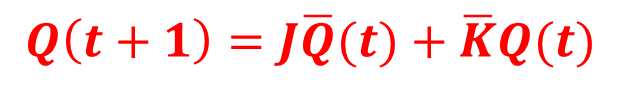 Q(t + 1) = JQ̅(t) + K̅Q(t)